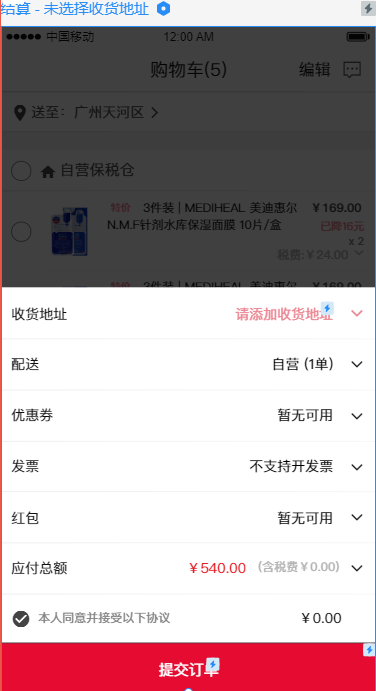 结算 - 未选择收货地址
中国移动 12:00 AM
购物车(5) 编辑
送至：广州天河区
自营保税仓
特价 3件装 | MEDIHEAL 美迪惠尔 ￥169.00
N.M.F针剂水库保湿面膜 10片/盒 已降16元
x 2
税费:￥24.00
特价 3件装 | MEDIHEAL 美迪惠尔 ￥169.00
收货地址 请添加收货地址
配送 自营 (1单)
优惠券 暂无可用
发票 不支持开发票
红包 暂无可用
应付总额 ￥540.00 (含税费￥0.00)
本人同意并接受以下协议 ￥0.00
提交订单